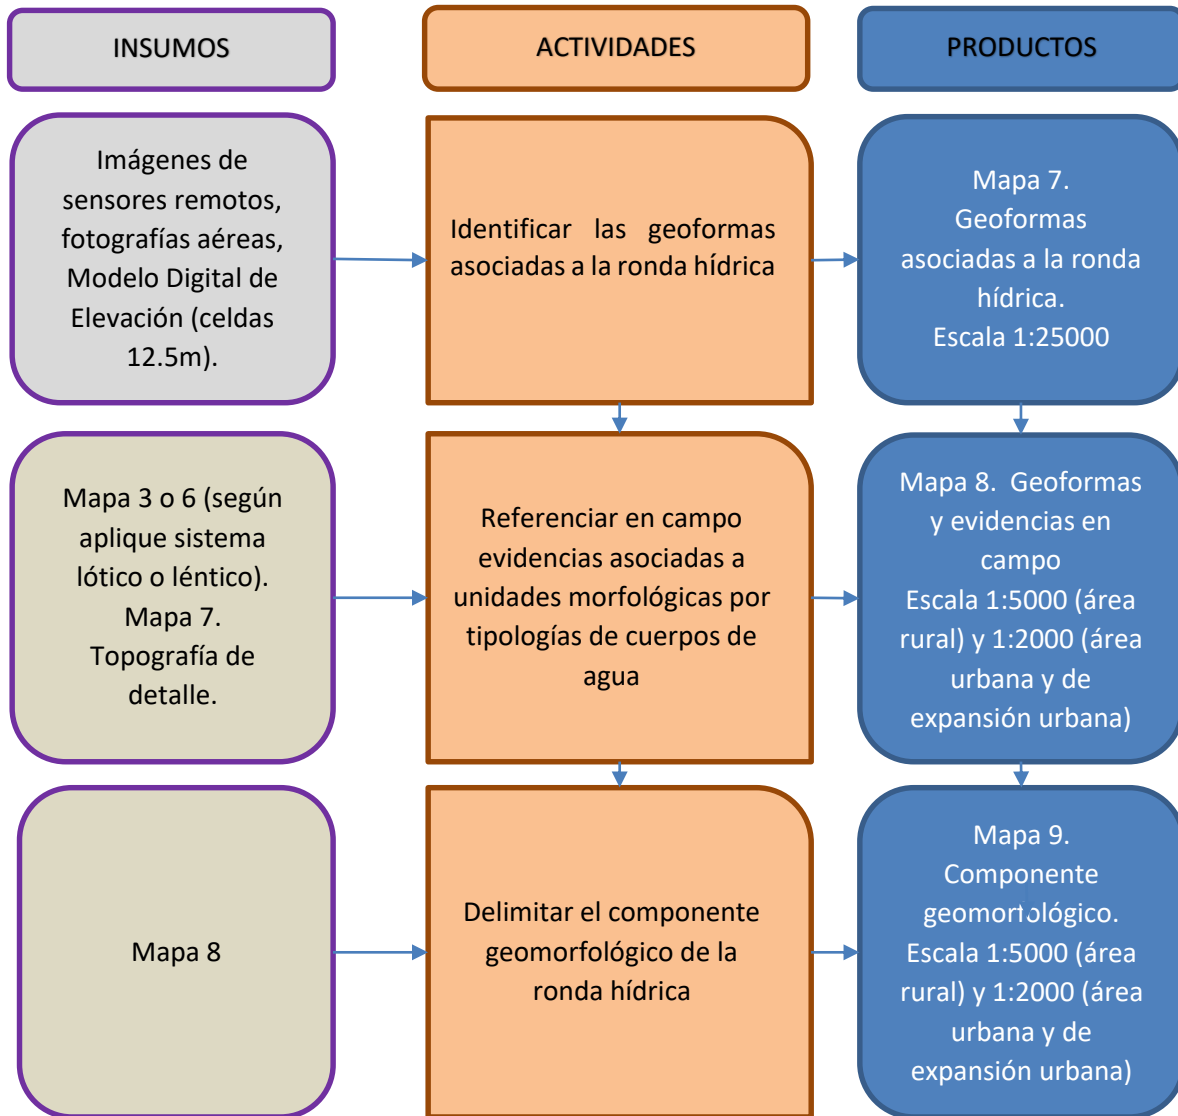 INSUMOS
ACTIVIDADES
PRODUCTOS
Imágenes de
sensores remotos,
fotografías aéreas,
Modelo Digital de
Elevación (celdas
12.5m).
Identificar las geoformas
asociadas a la ronda hídrica
Mapa 7.
Geoformas
asociadas a la ronda
hídrica.
Escala 1:25000
Mapa 3 o 6 (según
aplique sistema
lótico o léntico).
Mapa 7.
Topografía de
detalle.
Referenciar en campo
evidencias asociadas a
unidades morfológicas por
tipologías de cuerpos de
agua
Mapa 8. Geoformas
y evidencias en
campo
Escala 1:5000 (área
rural) y 1:2000 (área
urbana y de
expansión urbana)
Mapa 8
Delimitar el componente
geomorfológico de la
ronda hídrica
Mapa 9.
Componente
geomorfológico.
Escala 1:5000 (área
rural) y 1:2000 (área
urbana y de
expansión urbana)